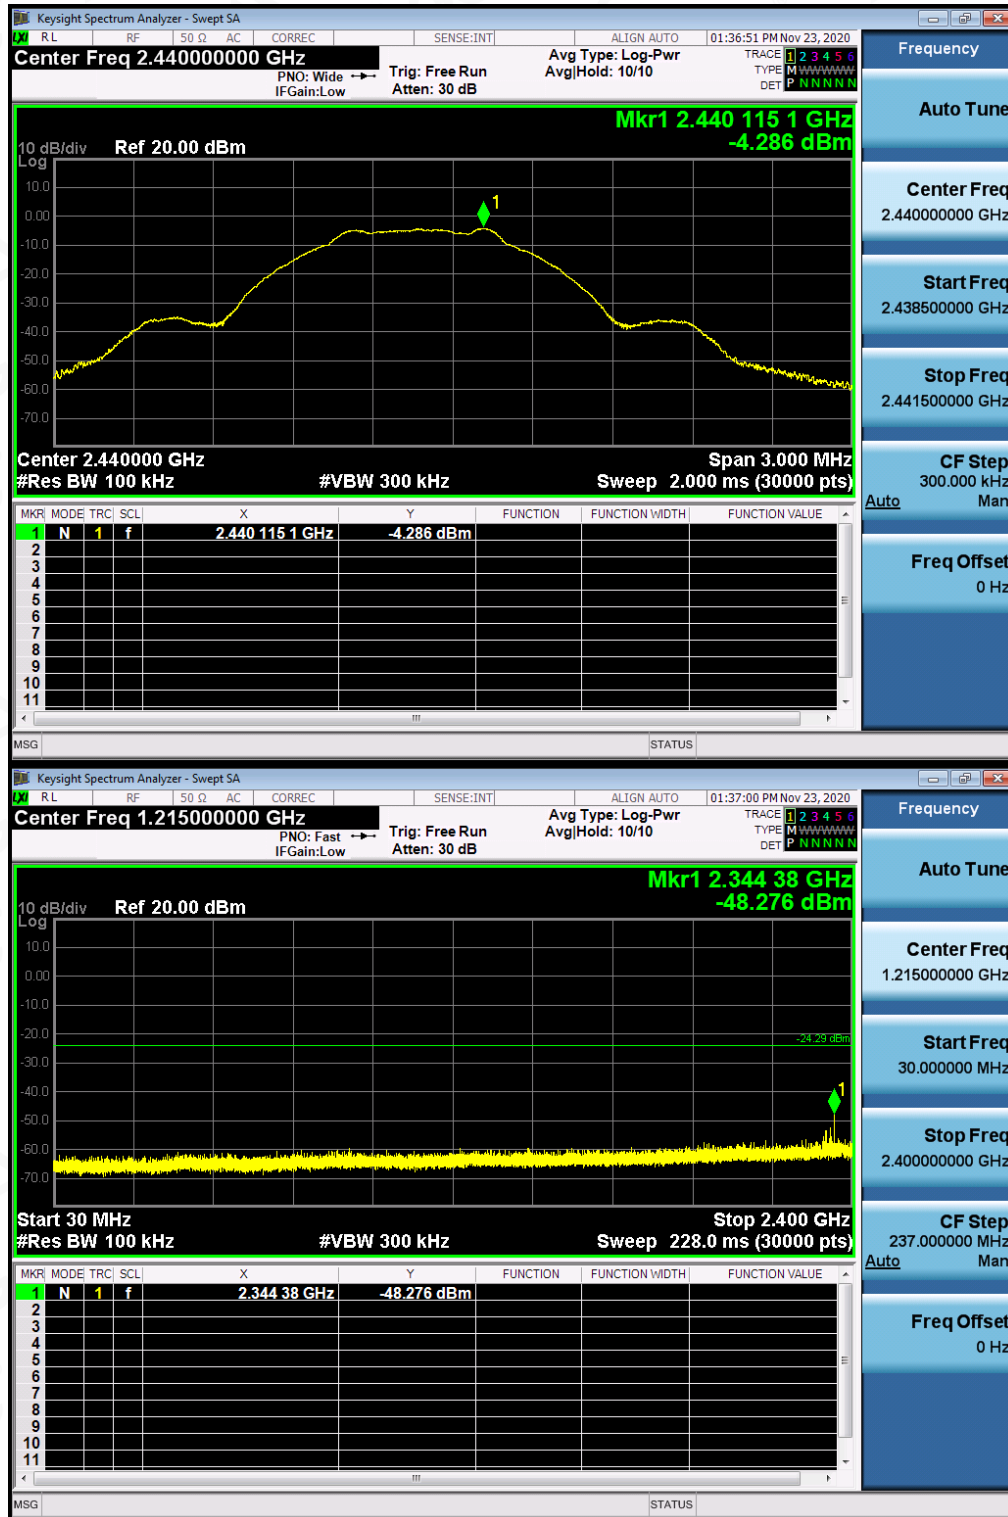 Keysight Spectrum Analyzer - Swept SA
LXI RL RF 50 Ω AC CORREC SENSE:INT ALIGN AUTO 01:36:51 PM Nov 23, 2020
Center Freq 2.440000000 GHz
PNO: Wide
IFGain:Low
Trig: Free Run
Atten: 30 dB
Avg Type: Log-Pwr
Avg|Hold: 10/10
TRACE 1 2 3 4 5 6
TYPE M WWWWW
DET P N N N N N
Mkr1 2.440 115 1 GHz
-4.286 dBm
10 dB/div Ref 20.00 dBm
Log
10.0
0.00
-10.0
-20.0
-30.0
-40.0
-50.0
-60.0
-70.0
1
Center 2.440000 GHz Span 3.000 MHz
#Res BW 100 kHz #VBW 300 kHz Sweep 2.000 ms (30000 pts)
MKR MODE TRC SCL X Y FUNCTION FUNCTION WIDTH FUNCTION VALUE
1 N 1 f 2.440 115 1 GHz -4.286 dBm
2
3
4
5
6
7
8
9
10
11
MSG STATUS
Frequency
Auto Tune
Center Freq
2.440000000 GHz
Start Freq
2.438500000 GHz
Stop Freq
2.441500000 GHz
CF Step
300.000 kHz
Auto Man
Freq Offset
0 Hz
Keysight Spectrum Analyzer - Swept SA
LXI RL RF 50 Ω AC CORREC SENSE:INT ALIGN AUTO 01:37:00 PM Nov 23, 2020
Center Freq 1.215000000 GHz
PNO: Fast
IFGain:Low
Trig: Free Run
Atten: 30 dB
Avg Type: Log-Pwr
Avg|Hold: 10/10
TRACE 1 2 3 4 5 6
TYPE M WWWWW
DET P N N N N N
Mkr1 2.344 38 GHz
-48.276 dBm
10 dB/div Ref 20.00 dBm
Log
10.0
0.00
-10.0
-20.0
-30.0
-40.0
-50.0
-60.0
-70.0
-24.29 dBm
1
Start 30 MHz Stop 2.400 GHz
#Res BW 100 kHz #VBW 300 kHz Sweep 228.0 ms (30000 pts)
MKR MODE TRC SCL X Y FUNCTION FUNCTION WIDTH FUNCTION VALUE
1 N 1 f 2.344 38 GHz -48.276 dBm
2
3
4
5
6
7
8
9
10
11
MSG STATUS
Frequency
Auto Tune
Center Freq
1.215000000 GHz
Start Freq
30.000000 MHz
Stop Freq
2.400000000 GHz
CF Step
237.000000 MHz
Auto Man
Freq Offset
0 Hz